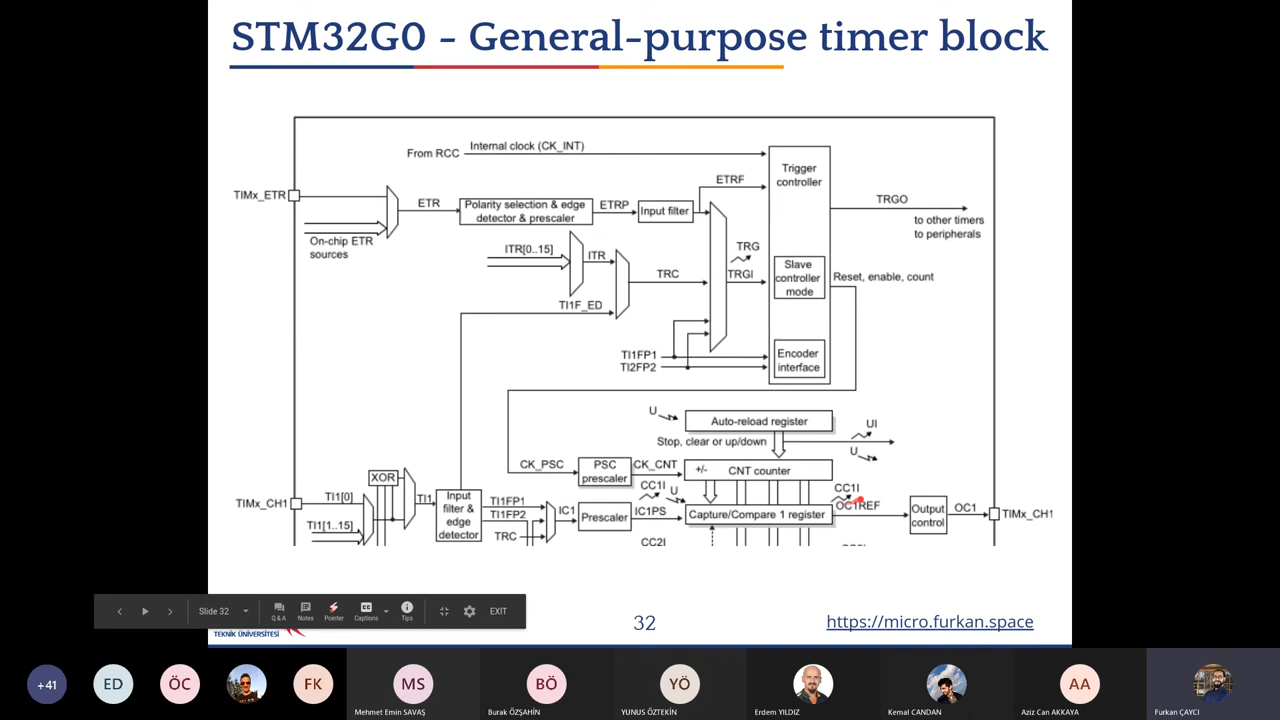 STM32G0 - General-purpose timer block
From RCC
Internal clock (CK_INT)
Trigger
controller
TIMx_ETR
ETR
Polarity selection & edge
detector & prescaler
ETRP
Input filter
ETRF
TRGO
to other timers
to peripherals
On-chip ETR
sources
ITR[0..15]
ITR
TRC
TRG
TRGI
Slave
controller
mode
Reset, enable, count
TI1F_ED
TI1FP1
TI2FP2
Encoder
interface
U
Auto-reload register
UI
Stop, clear or up/down
U
CK_PSC
PSC
prescaler
CK_CNT
+/-
CNT counter
XOR
TIMx_CH1
TI1[0]
TI1[1..15]
TI1
Input
filter &
edge
detector
TI1FP1
TI1FP2
TRC
IC1
Prescaler
CC1I
U
IC1PS
Capture/Compare 1 register
CC1I
OC1REF
Output
control
OC1
TIMx_CH1
CC2I
Slide 32
Q & A
Notes
Pointer
Captions
Tips
EXIT
TEKNİK ÜNİVERSİTESİ
32
https://micro.furkan.space
+41
ED
ÖC
FK
MS
Mehmet Emin SAVAŞ
BÖ
Burak ÖZŞAHİN
YÖ
YUNUS ÖZTEKİN
Erdem YILDIZ
Kemal CANDAN
AA
Aziz Can AKKAYA
Furkan ÇAYCI